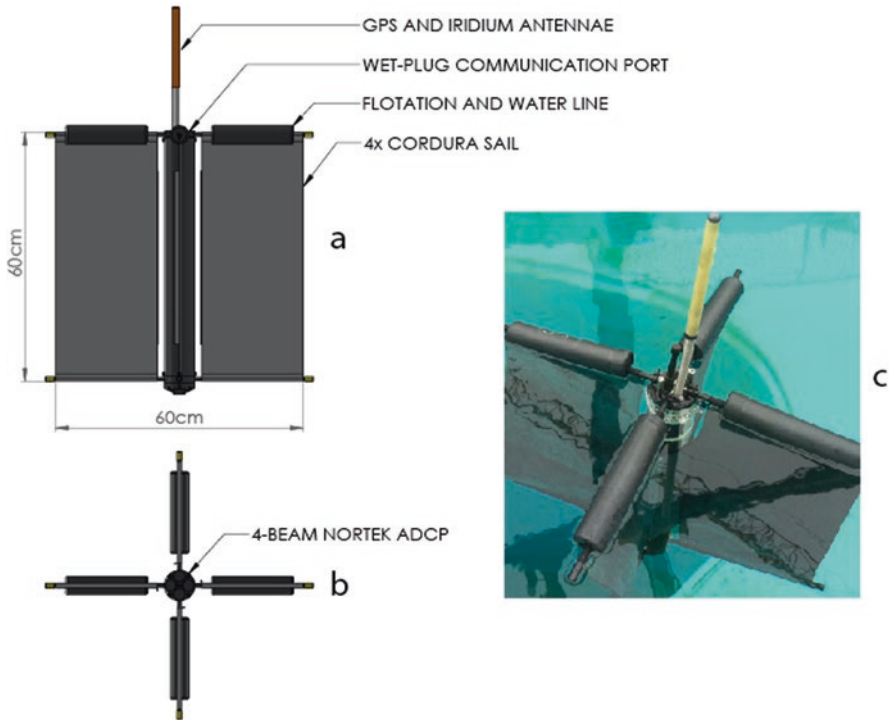 GPS AND IRIDIUM ANTENNAE
WET-PLUG COMMUNICATION PORT
FLOTATION AND WATER LINE
4x CORDURA SAIL
a
60cm
60cm
c
4-BEAM NORTEK ADCP
b